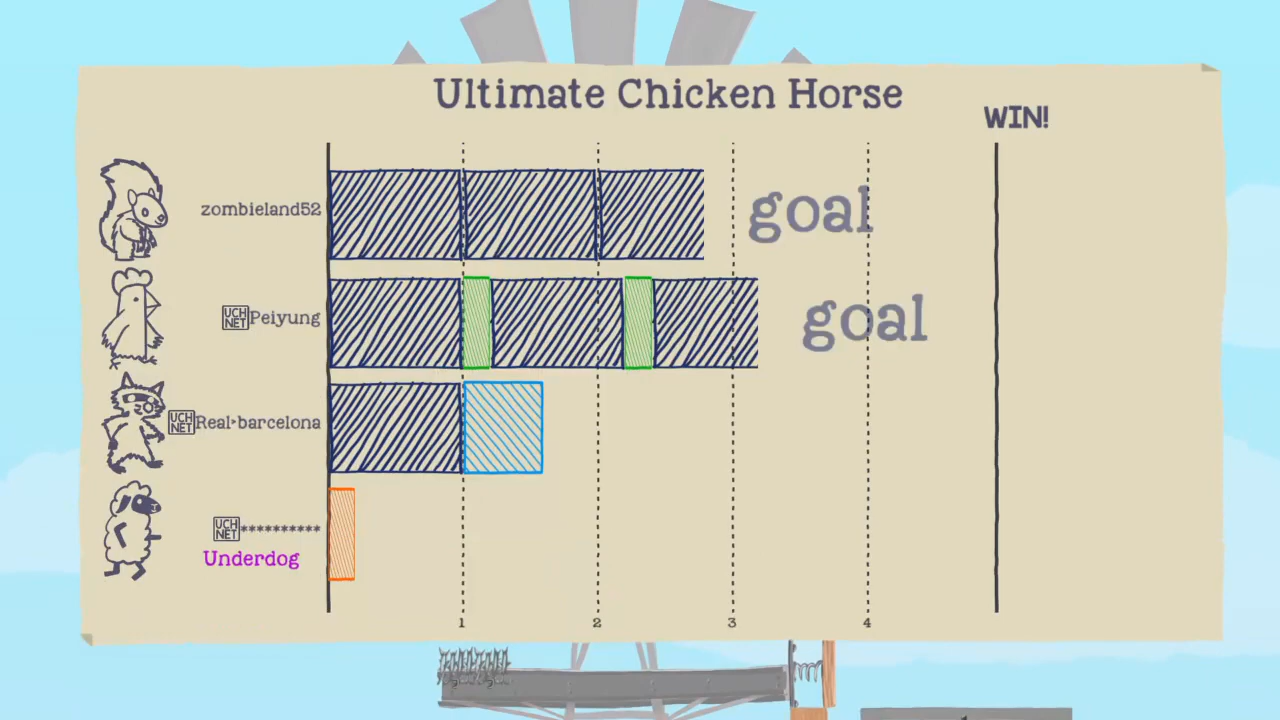 Ultimate Chicken Horse
WIN!
zombieland52
goal
UCH NET Peiyung
goal
UCH NET Real>barcelona
UCH NET **********
Underdog
1 2 3 4